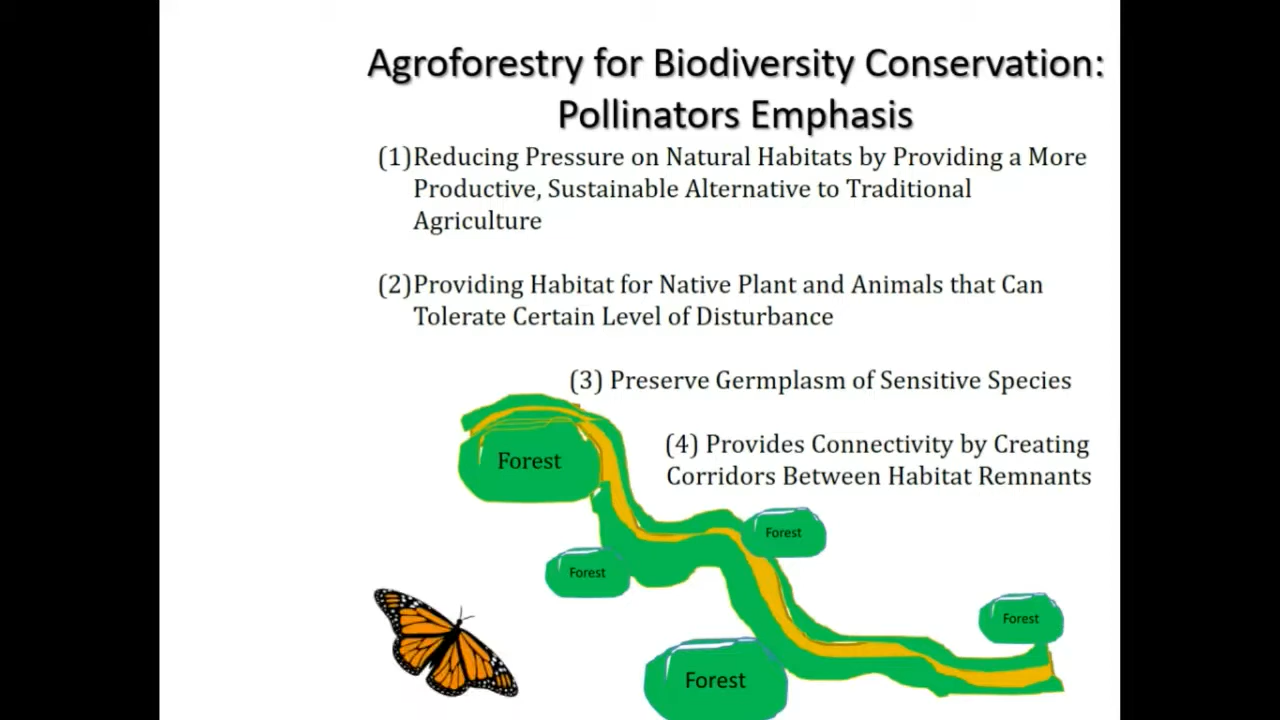 Agroforestry for Biodiversity Conservation:
Pollinators Emphasis
(1)Reducing Pressure on Natural Habitats by Providing a More
Productive, Sustainable Alternative to Traditional
Agriculture
(2)Providing Habitat for Native Plant and Animals that Can
Tolerate Certain Level of Disturbance
(3) Preserve Germplasm of Sensitive Species
(4) Provides Connectivity by Creating
Corridors Between Habitat Remnants
Forest
Forest
Forest
Forest
Forest